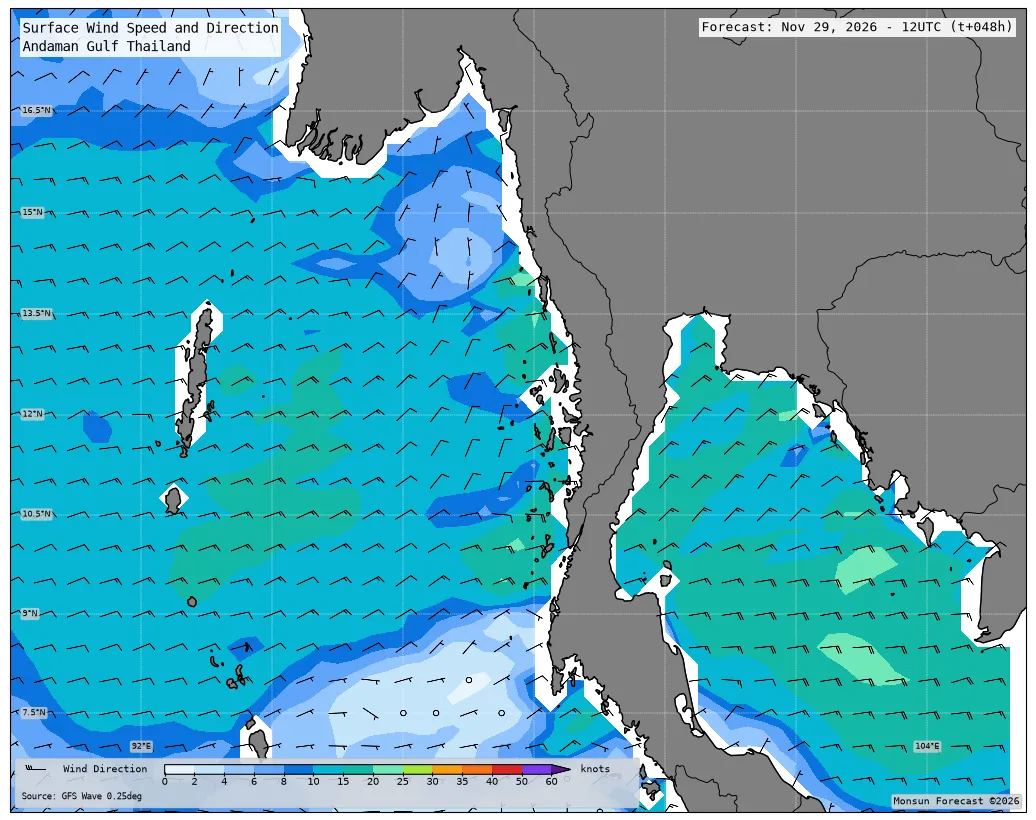 Surface Wind Speed and Direction
Andaman Gulf Thailand
Forecast: Nov 29, 2026 - 12UTC (t+048h)
16.5°N
15°N
13.5°N
12°N
10.5°N
9°N
7.5°N
92°E
104°E
Wind Direction
0 2 4 6 8 10 15 20 25 30 35 40 50 60
knots
Source: GFS Wave 0.25deg
Monsun Forecast ©2026